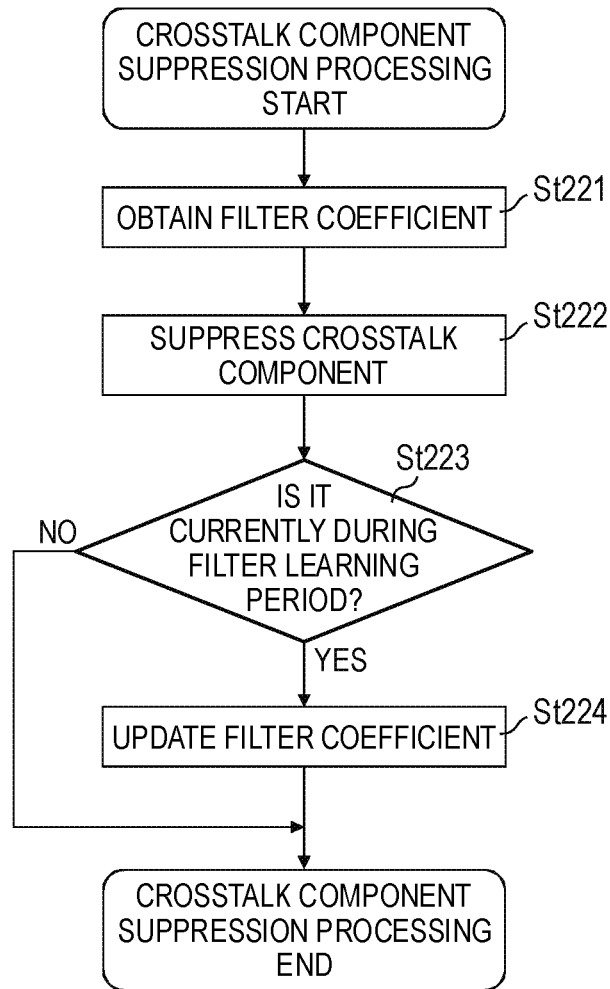 CROSSTALK COMPONENT
SUPPRESSION PROCESSING
START
St221
OBTAIN FILTER COEFFICIENT
St222
SUPPRESS CROSSTALK
COMPONENT
St223
IS IT
CURRENTLY DURING
FILTER LEARNING
PERIOD?
NO
YES
St224
UPDATE FILTER COEFFICIENT
CROSSTALK COMPONENT
SUPPRESSION PROCESSING
END